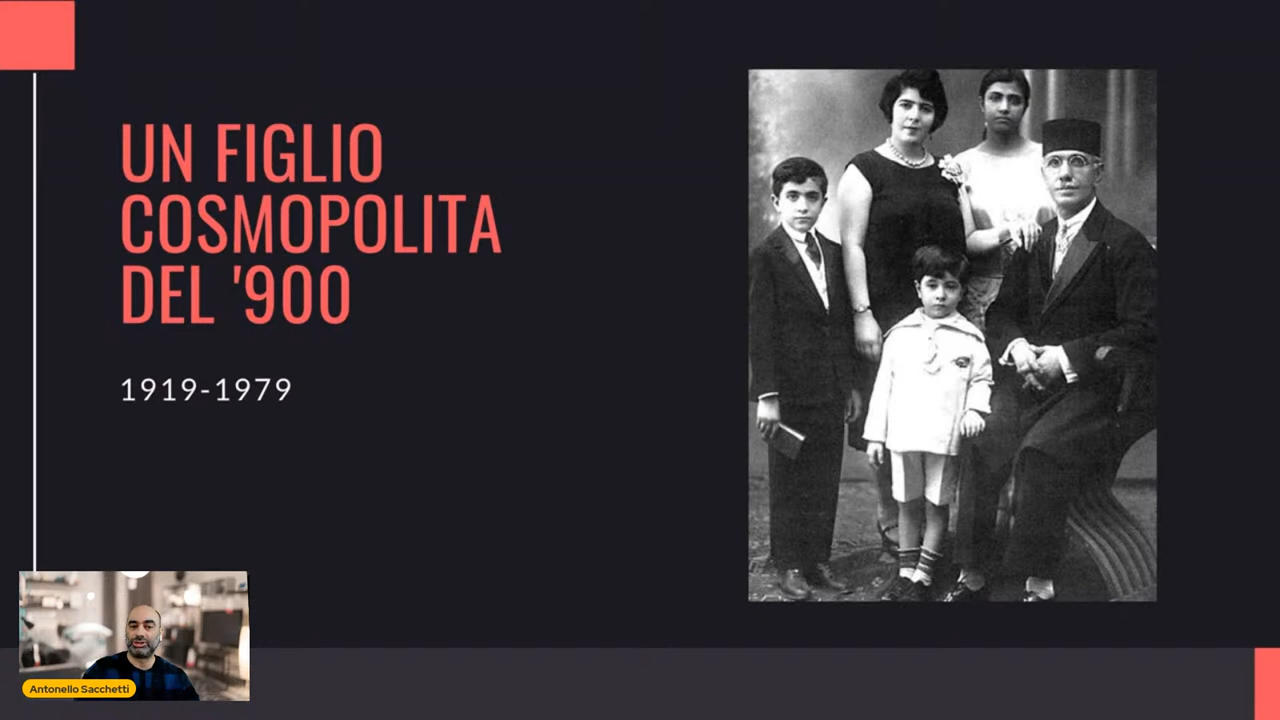 UN FIGLIO
COSMOPOLITA
DEL '900
1919-1979
Antonello Sacchetti